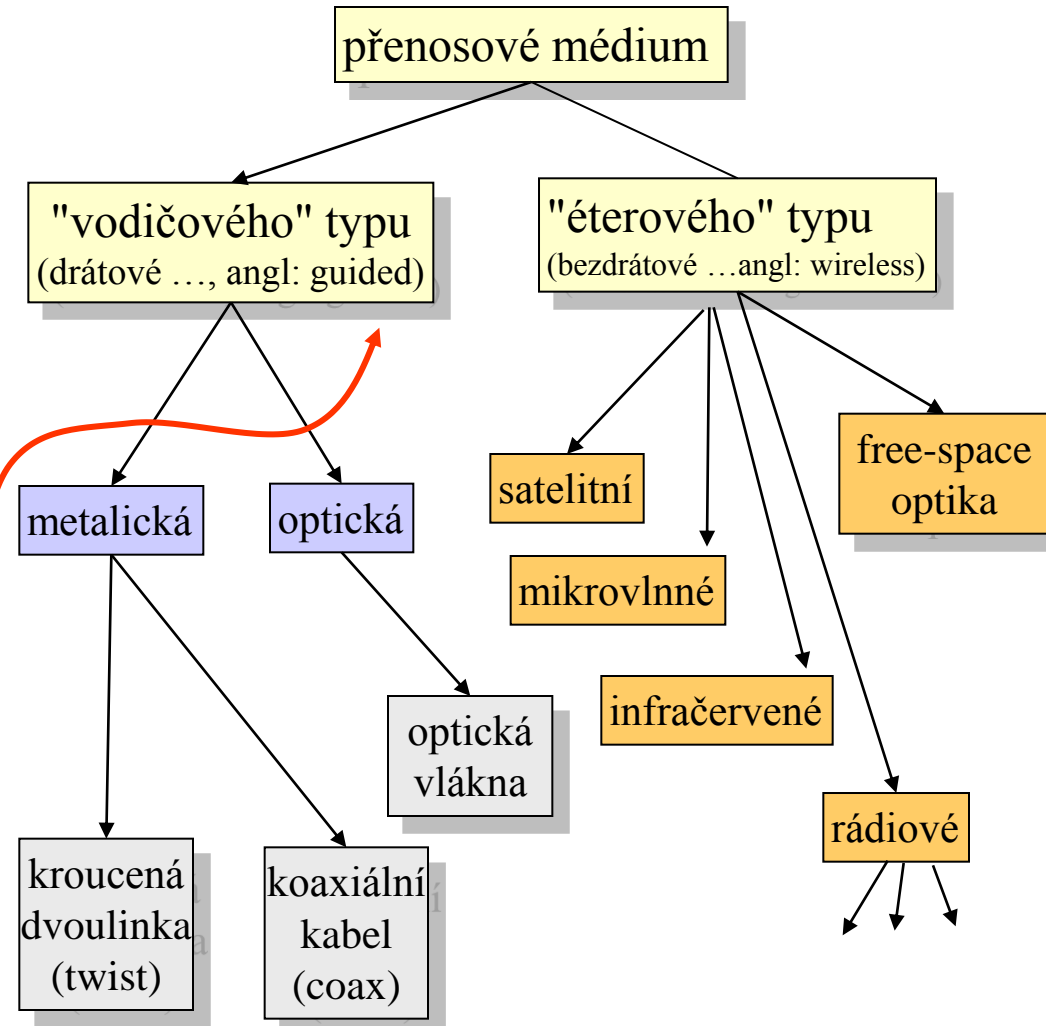 přenosové médium
"vodičového" typu
(drátové …, angl: guided)
"éterového" typu
(bezdrátové …angl: wireless)
metalická
optická
satelitní
free-space
optika
mikrovlnné
infračervené
optická
vlákna
rádiové
kroucená
dvoulinka
(twist)
koaxiální
kabel
(coax)